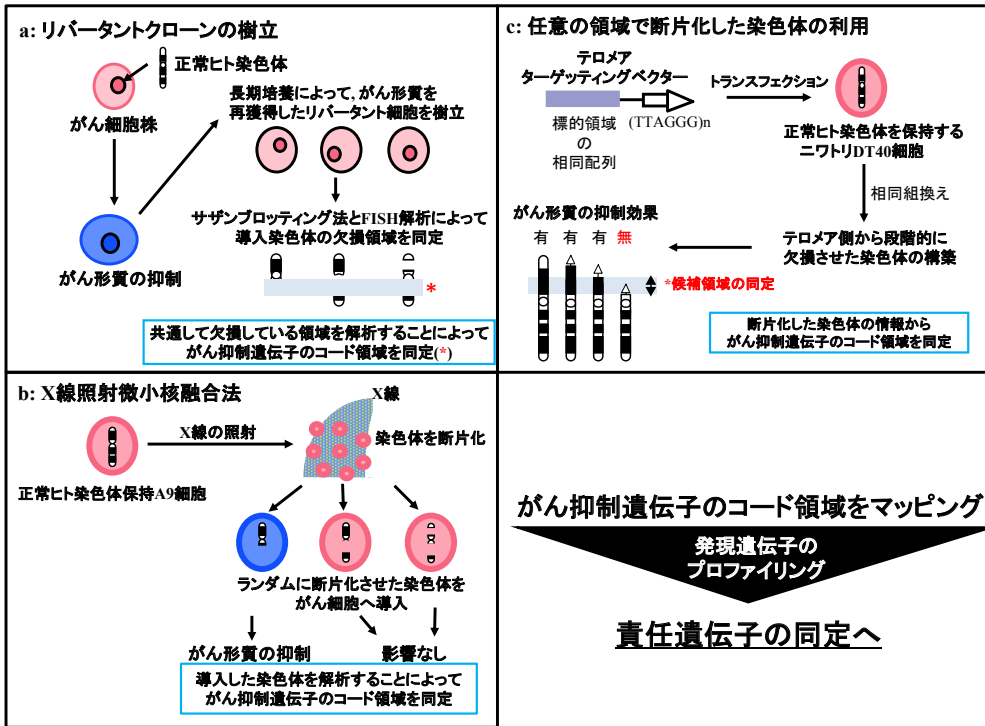 a: リバータントクローンの樹立
正常ヒト染色体
がん細胞株
長期培養によって, がん形質を
再獲得したリバータント細胞を樹立
がん形質の抑制
サザンブロッティング法とFISH解析によって
導入染色体の欠損領域を同定
*
共通して欠損している領域を解析することによって
がん抑制遺伝子のコード領域を同定(*)
b: X線照射微小核融合法
X線
X線の照射
染色体を断片化
正常ヒト染色体保持A9細胞
ランダムに断片化させた染色体を
がん細胞へ導入
がん形質の抑制
影響なし
導入した染色体を解析することによって
がん抑制遺伝子のコード領域を同定
c: 任意の領域で断片化した染色体の利用
テロメア
ターゲッティングベクター
トランスフェクション
標的領域
の
相同配列
(TTAGGG)n
正常ヒト染色体を保持する
ニワトリDT40細胞
相同組換え
テロメア側から段階的に
欠損させた染色体の構築
がん形質の抑制効果
有 有 有 無
*候補領域の同定
断片化した染色体の情報から
がん抑制遺伝子のコード領域を同定
がん抑制遺伝子のコード領域をマッピング
発現遺伝子の
プロファイリング
責任遺伝子の同定へ